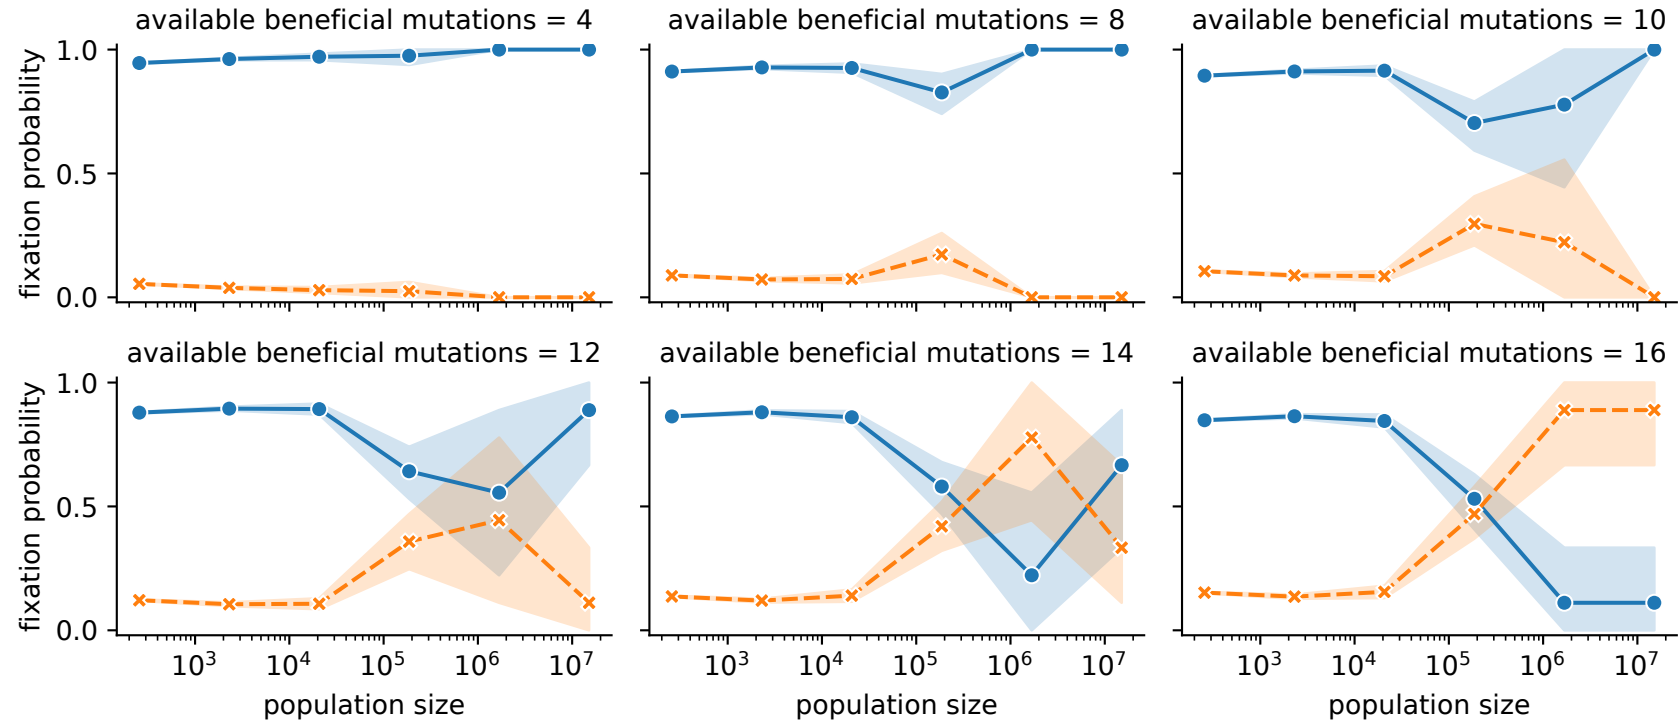 available beneficial mutations = 4
available beneficial mutations = 8
available beneficial mutations = 10
fixation probability
1.0
0.5
0.0
available beneficial mutations = 12
available beneficial mutations = 14
available beneficial mutations = 16
fixation probability
1.0
0.5
0.0
10³ 10⁴ 10⁵ 10⁶ 10⁷
10³ 10⁴ 10⁵ 10⁶ 10⁷
10³ 10⁴ 10⁵ 10⁶ 10⁷
population size
population size
population size